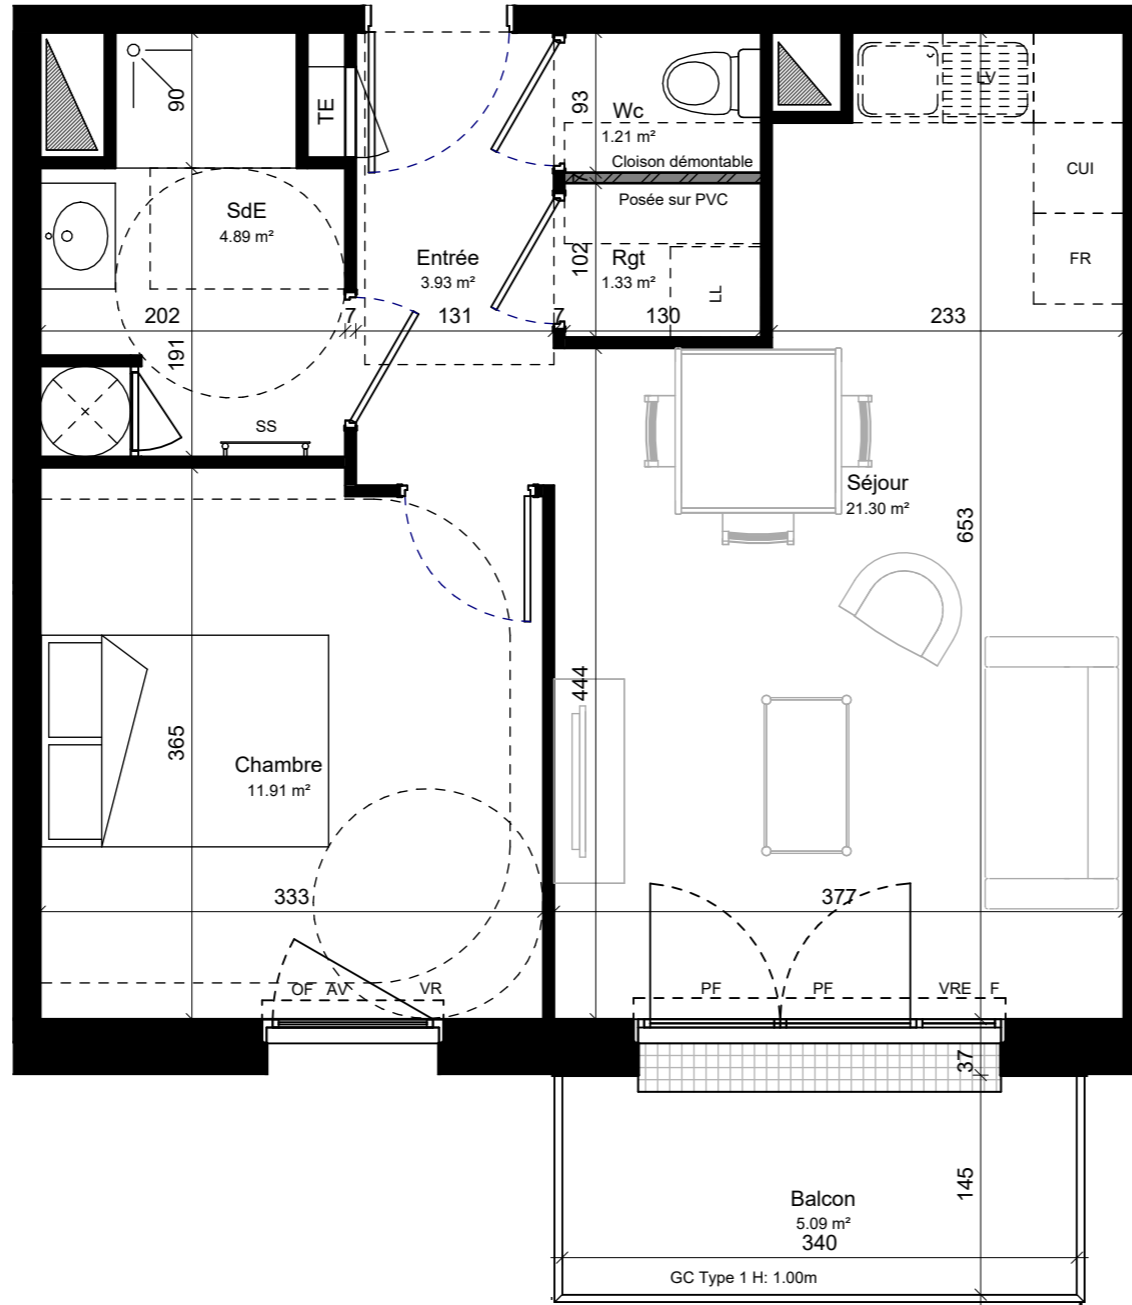 90
TE
93
Wc
1.21 m²
LV
Cloison démontable
7
CUI
Posée sur PVC
SdE
4.89 m²
Entrée
3.93 m²
102
Rgt
1.33 m²
LL
FR
202
7
131
7
130
233
191
SS
Séjour
21.30 m²
653
444
365
Chambre
11.91 m²
333
377
OF AV VR
PF PF VRE F
37
145
Balcon
5.09 m²
340
GC Type 1 H: 1.00m